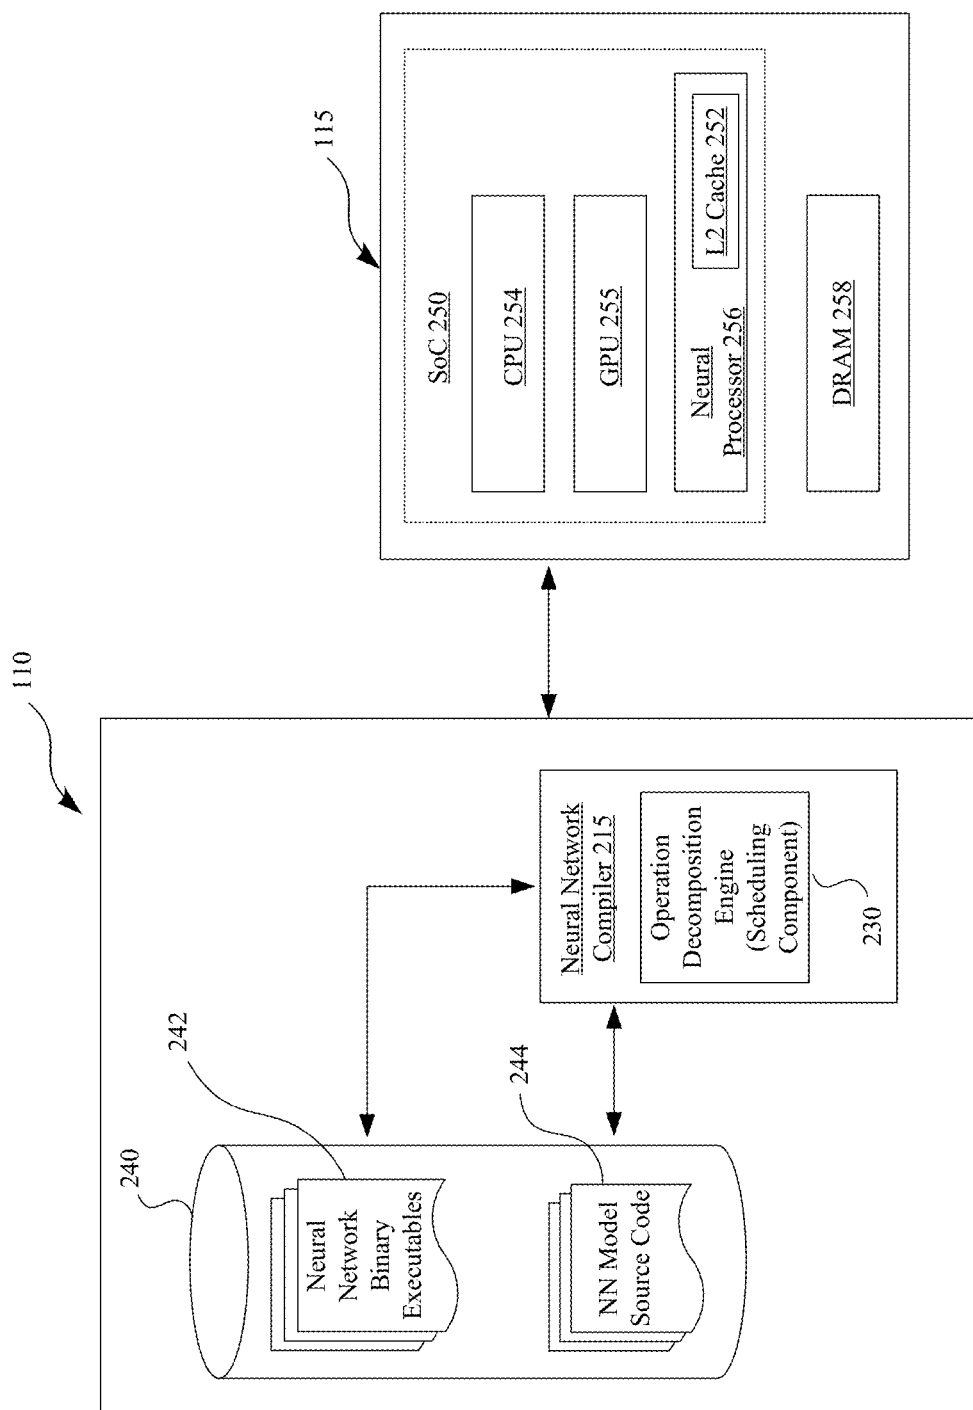 110
240
242
Neural
Network
Binary
Executables
244
NN Model
Source Code
Neural Network
Compiler 215
Operation
Decomposition
Engine
(Scheduling
Component)
230
115
SoC 250
CPU 254
GPU 255
Neural
Processor 256
L2 Cache 252
DRAM 258